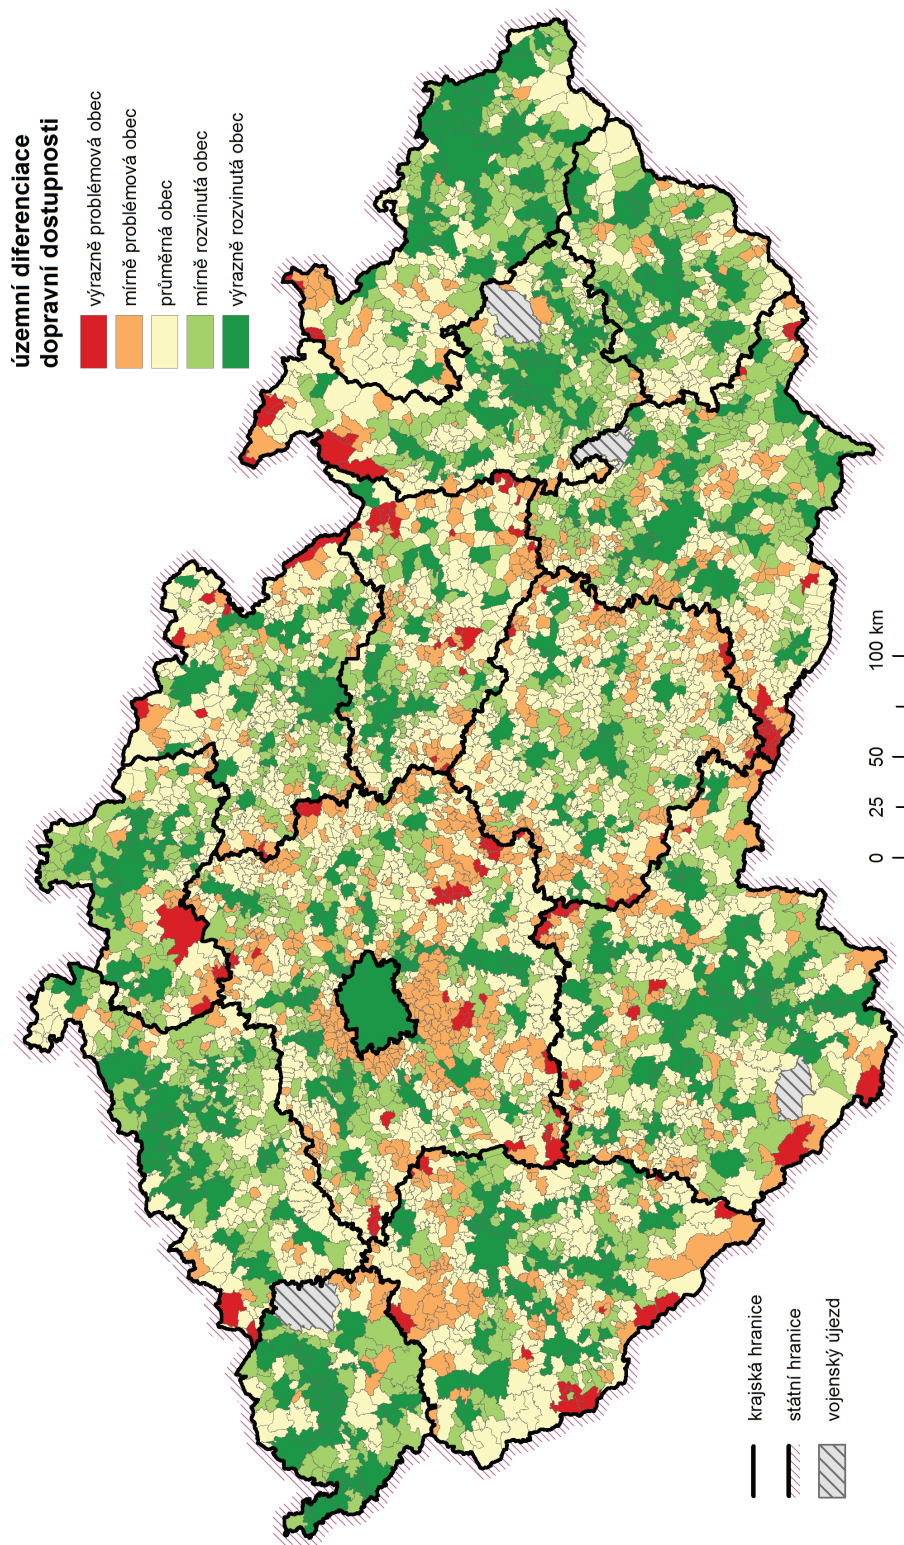 územní diferenciace
dopravní dostupnosti
výrazně problémová obec
mírně problémová obec
průměrná obec
mírně rozvinutá obec
výrazně rozvinutá obec
krajská hranice
státní hranice
vojenský újezd
0 25 50 100 km